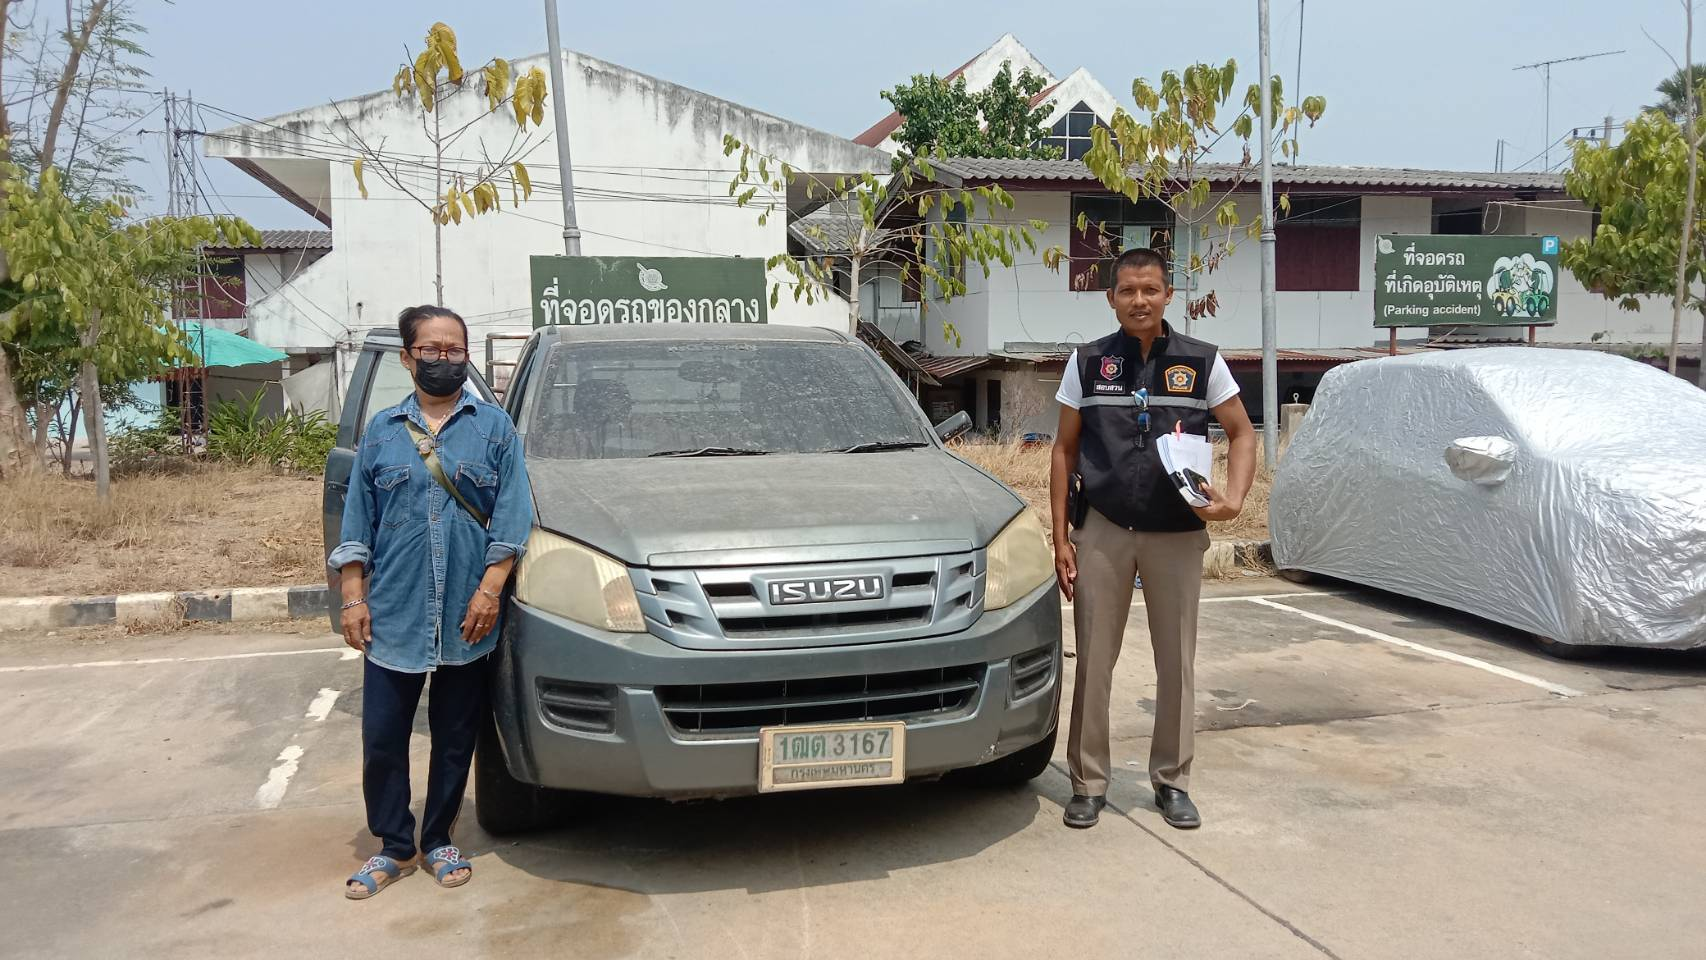 ที่จอดรถของกลาง
ที่จอดรถ
ที่เกิดอุบัติเหตุ
(Parking accident)
P
สอบสวน
ISUZU
1ฒต 3167
กรุงเทพมหานคร